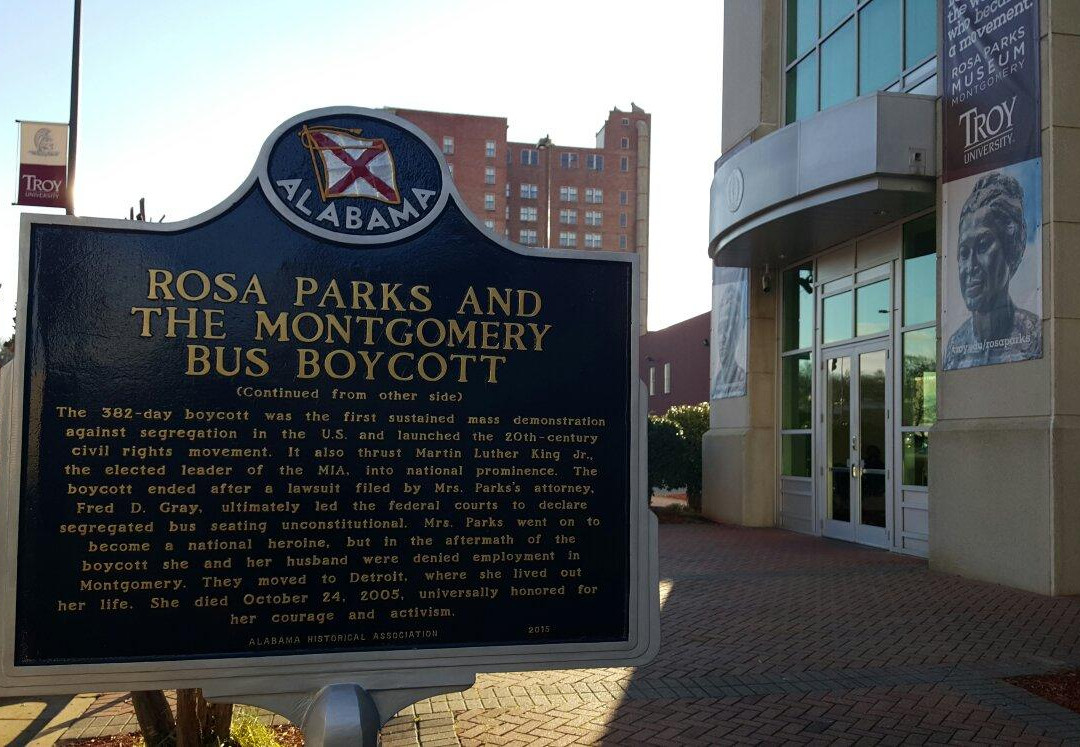 ALABAMA
ROSA PARKS AND
THE MONTGOMERY
BUS BOYCOTT
(Continued from other side)
The 382-day boycott was the first sustained mass demonstration
against segregation in the U.S. and launched the 20th-century
civil rights movement. It also thrust Martin Luther King Jr.,
the elected leader of the MIA, into national prominence. The
boycott ended after a lawsuit filed by Mrs. Parks's attorney,
Fred D. Gray, ultimately led the federal courts to declare
segregated bus seating unconstitutional. Mrs. Parks went on to
become a national heroine, but in the aftermath of the
boycott she and her husband were denied employment in
Montgomery. They moved to Detroit, where she lived out
her life. She died October 24, 2005, universally honored for
her courage and activism.
ALABAMA HISTORICAL ASSOCIATION 2015
TROY
UNIVERSITY
who became
a movement.
ROSA PARKS
MUSEUM
MONTGOMERY
TROY
UNIVERSITY
troy.edu/rosaparks